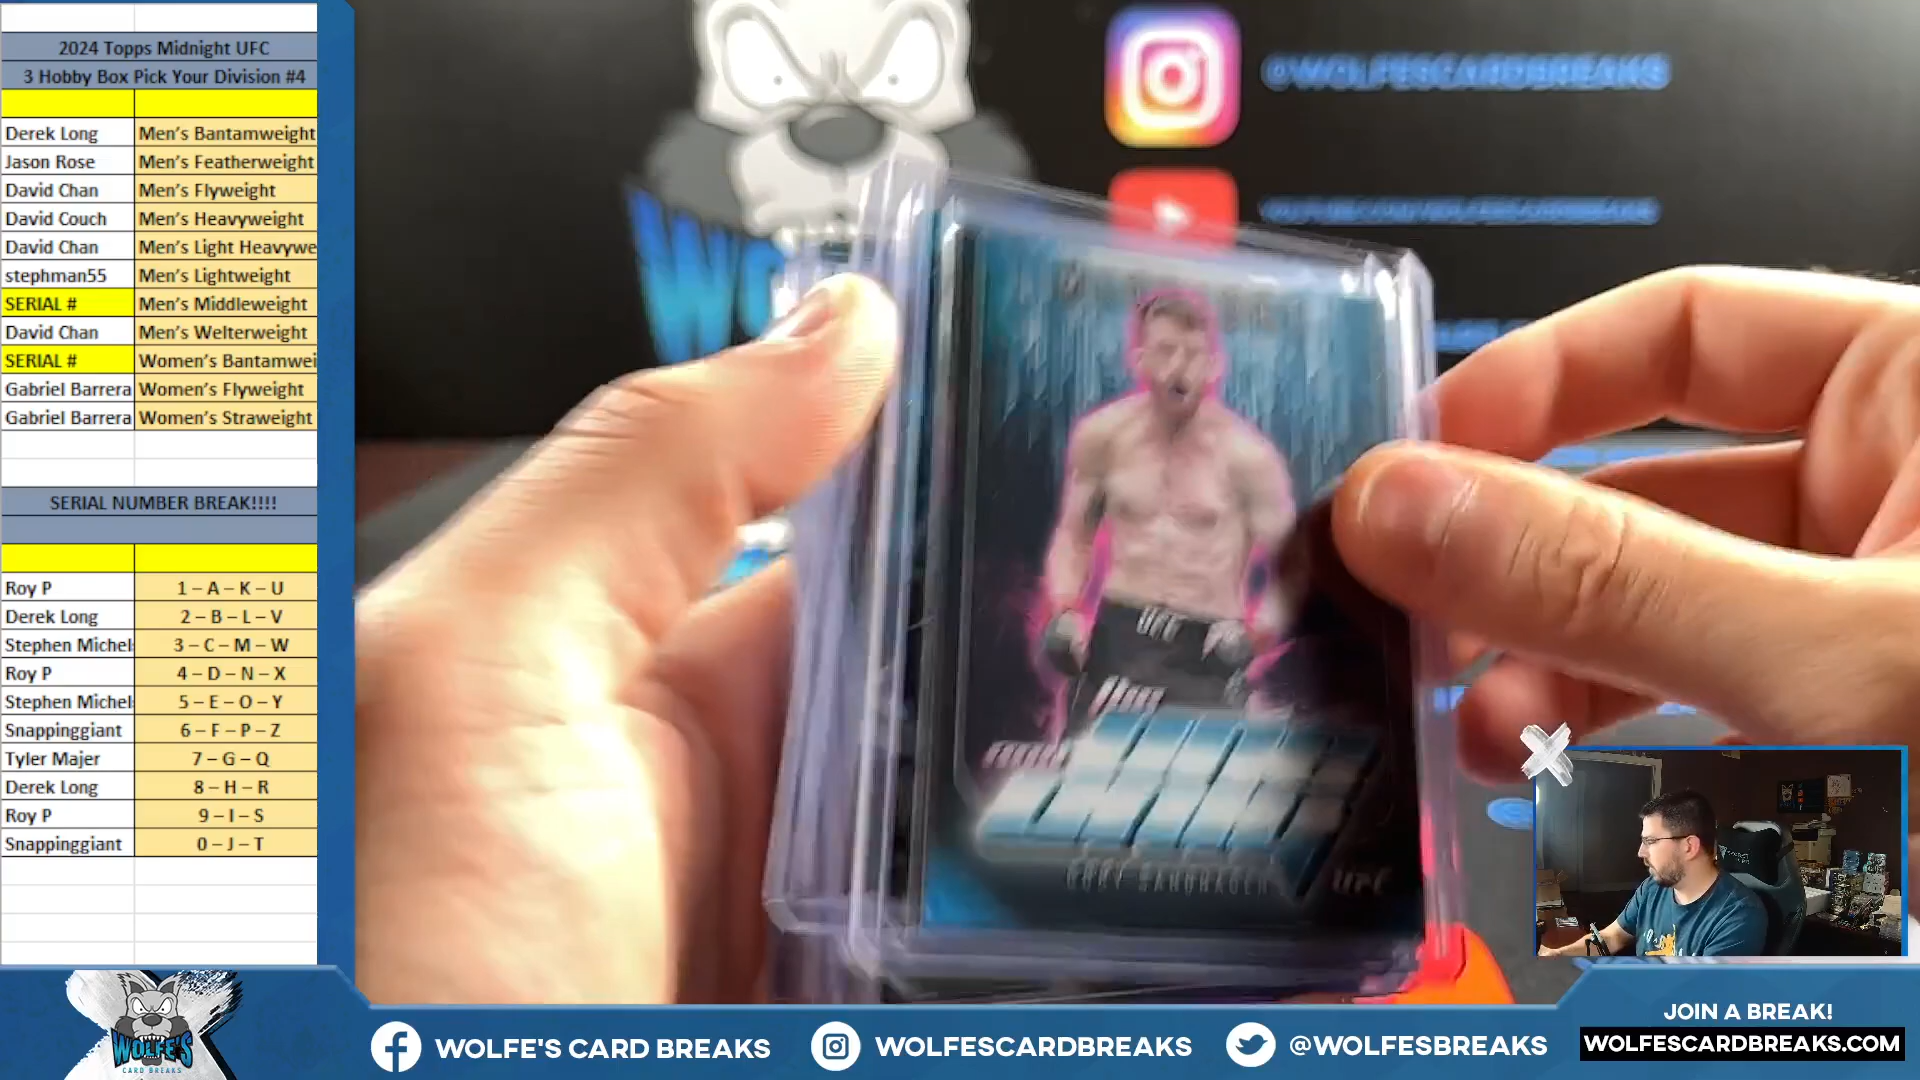 2024 Topps Midnight UFC
3 Hobby Box Pick Your Division #4
Derek Long Men's Bantamweight
Jason Rose Men's Featherweight
David Chan Men's Flyweight
David Couch Men's Heavyweight
David Chan Men's Light Heavywe
stephman55 Men's Lightweight
SERIAL # Men's Middleweight
David Chan Men's Welterweight
SERIAL # Women's Bantamwei
Gabriel Barrera Women's Flyweight
Gabriel Barrera Women's Straweight
SERIAL NUMBER BREAK!!!!
Roy P 1 – A – K – U
Derek Long 2 – B – L – V
Stephen Michel 3 – C – M – W
Roy P 4 – D – N – X
Stephen Michel 5 – E – O – Y
Snappinggiant 6 – F – P – Z
Tyler Majer 7 – G – Q
Derek Long 8 – H – R
Roy P 9 – I – S
Snappinggiant 0 – J – T
@WOLFESCARDBREAKS
WO
UFC
UFC
WOLFE'S
CARD BREAKS
WOLFE'S CARD BREAKS
WOLFESCARDBREAKS
@WOLFESBREAKS
JOIN A BREAK!
WOLFESCARDBREAKS.COM